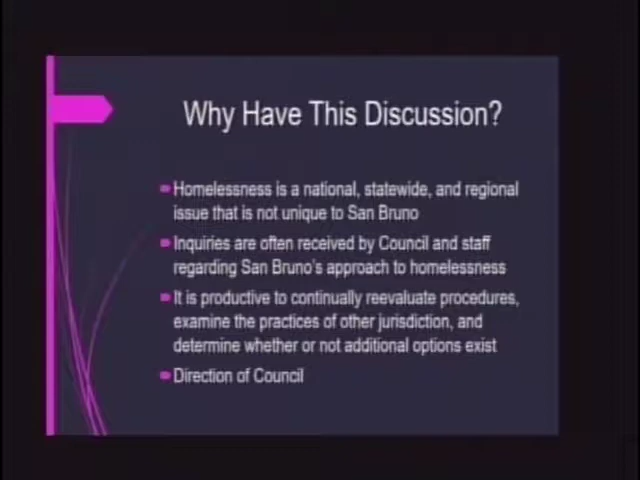 Why Have This Discussion?
Homelessness is a national, statewide, and regional
issue that is not unique to San Bruno
Inquiries are often received by Council and staff
regarding San Bruno's approach to homelessness
It is productive to continually reevaluate procedures,
examine the practices of other jurisdiction, and
determine whether or not additional options exist
Direction of Council